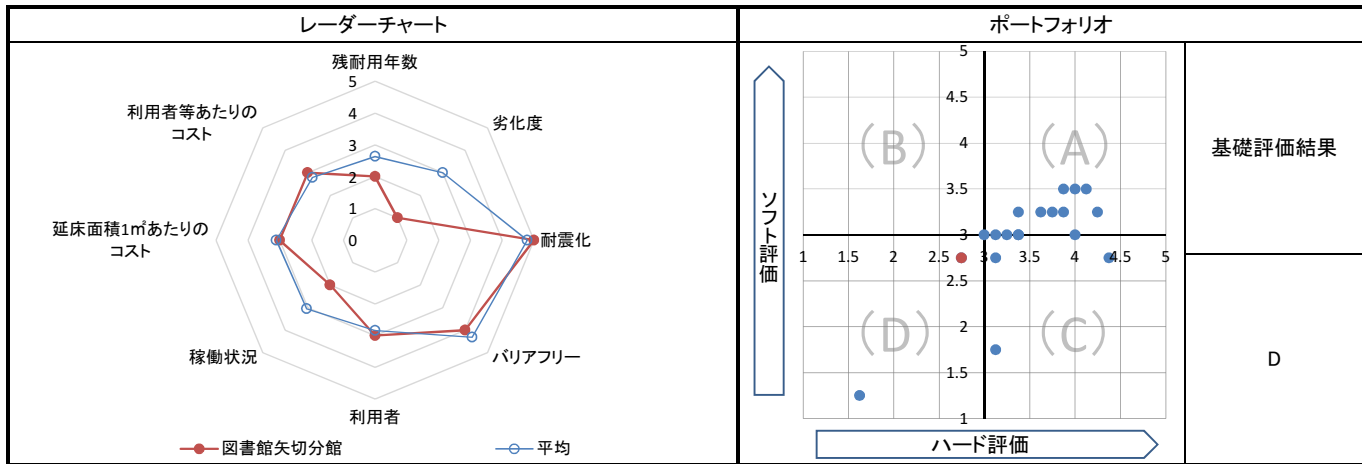 レーダーチャート
残耐用年数
劣化度
耐震化
バリアフリー
利用者
稼働状況
延床面積1㎡あたりの
コスト
利用者等あたりの
コスト
5
4
3
2
1
0
図書館矢切分館
平均
ポートフォリオ
ソフト評価
5
4.5
4
3.5
3
2.5
2
1.5
1
1 1.5 2 2.5 3 3.5 4 4.5 5
(B)
(A)
(D)
(C)
ハード評価
基礎評価結果
D